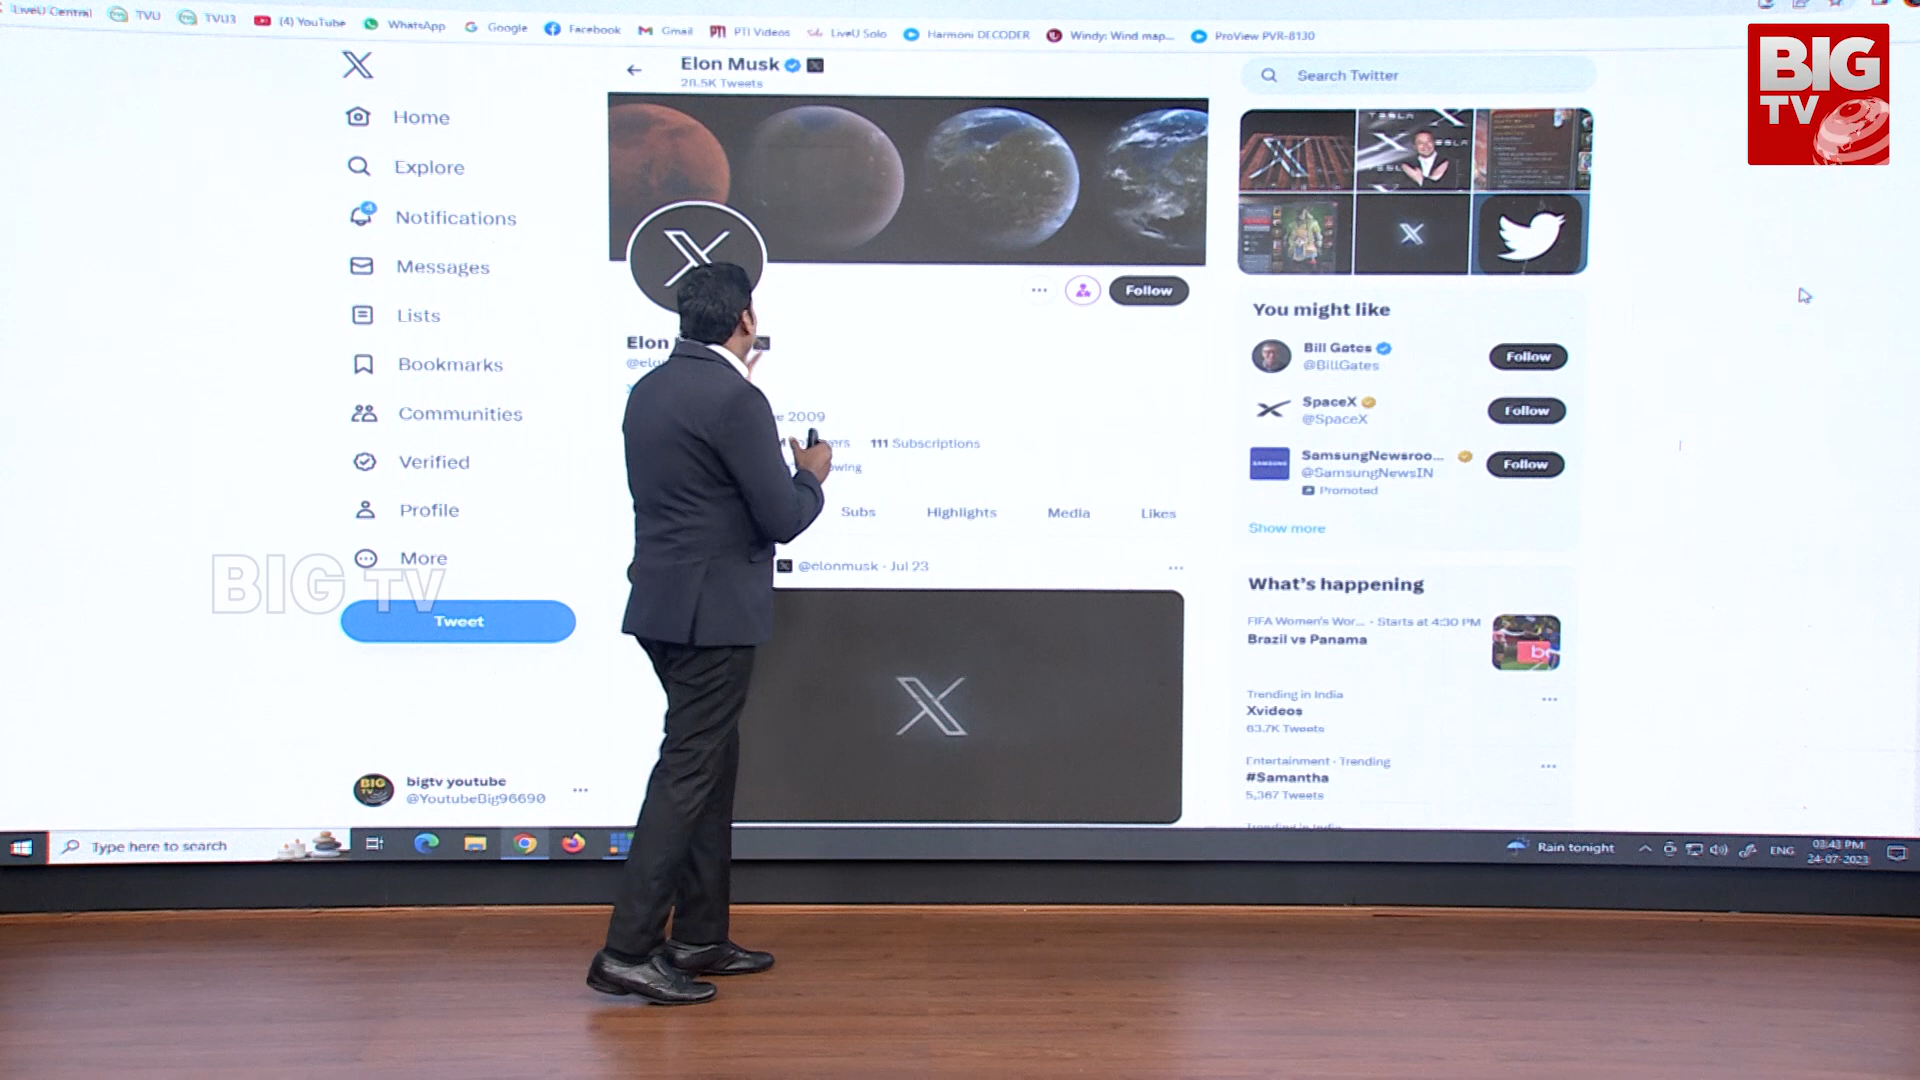 LiveU Central
TVU
TVU3
(4) YouTube
WhatsApp
Google
Facebook
Gmail
PTI Videos
LiveU Solo
Harmoni DECODER
Windy: Wind map...
ProView PVR-8130
BIG
TV
Elon Musk
28.5K Tweets
Search Twitter
Home
Explore
Notifications
Messages
Lists
Bookmarks
Communities
Verified
Profile
More
BIG TV
Tweet
bigtv youtube
@YoutubeBig96690
TESLA
Follow
Elon
2009
111 Subscriptions
Subs
Highlights
Media
Likes
@elonmusk · Jul 23
You might like
Bill Gates
@BillGates
Follow
SpaceX
@SpaceX
Follow
SamsungNewsroo...
@SamsungNewsIN
Promoted
Follow
SAMSUNG
Show more
What's happening
FIFA Women's Wor... · Starts at 4:30 PM
Brazil vs Panama
Trending in India
Xvideos
63.7K Tweets
Entertainment · Trending
#Samantha
5,367 Tweets
Trending in India
Type here to search
Rain tonight
ENG
03:43 PM
24-07-2023